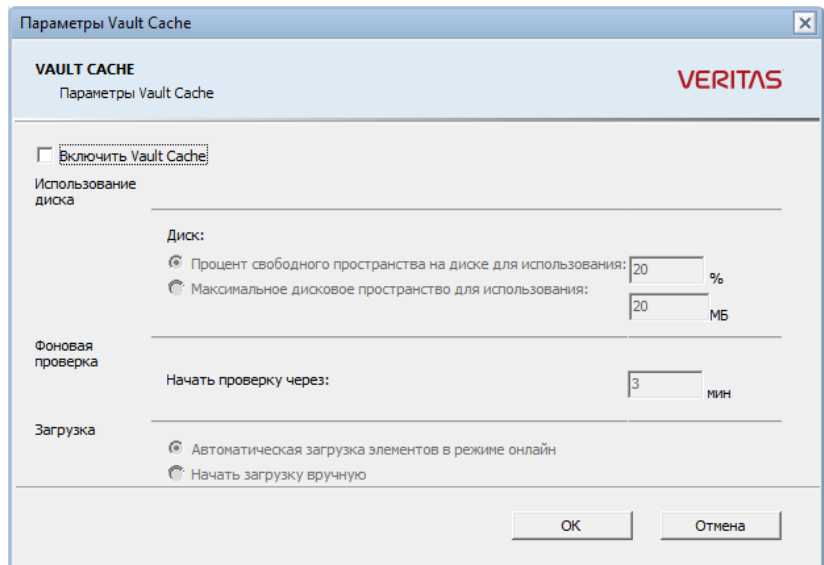 Параметры Vault Cache
VAULT CACHE
Параметры Vault Cache
VERITAS
Включить Vault Cache
Использование
диска
Диск:
Процент свободного пространства на диске для использования: 20 %
Максимальное дисковое пространство для использования:
20 МБ
Фоновая
проверка
Начать проверку через: 3 мин
Загрузка
Автоматическая загрузка элементов в режиме онлайн
Начать загрузку вручную
ОК Отмена